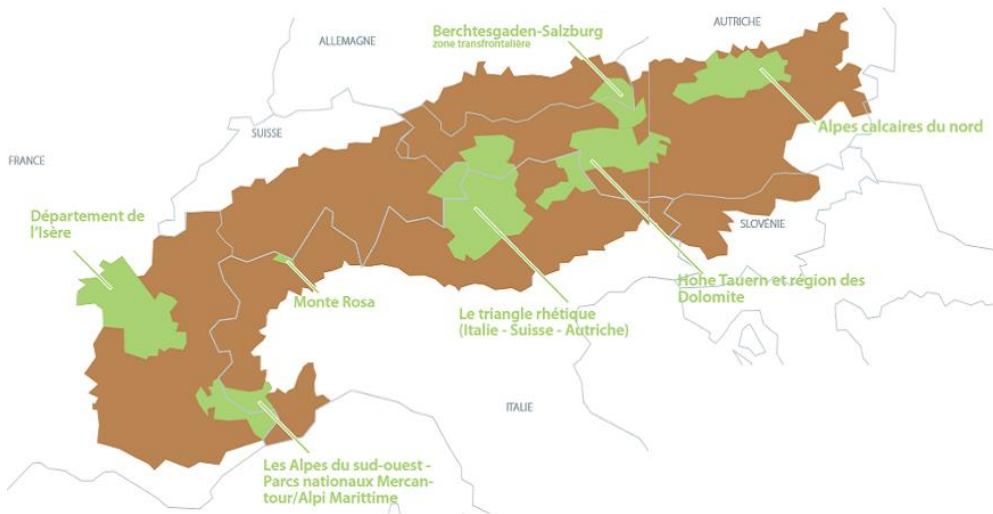 AUTRICHE
Berchtesgaden-Salzburg
zone transfrontalière
ALLEMAGNE
Alpes calcaires du nord
SUISSE
FRANCE
Département de
l'Isère
SLOVÉNIE
Hohe Tauern et région des
Dolomite
Monte Rosa
Le triangle rhétique
(Italie - Suisse - Autriche)
ITALIE
Les Alpes du sud-ouest -
Parcs nationaux Mercan-
tour/Alpi Marittime